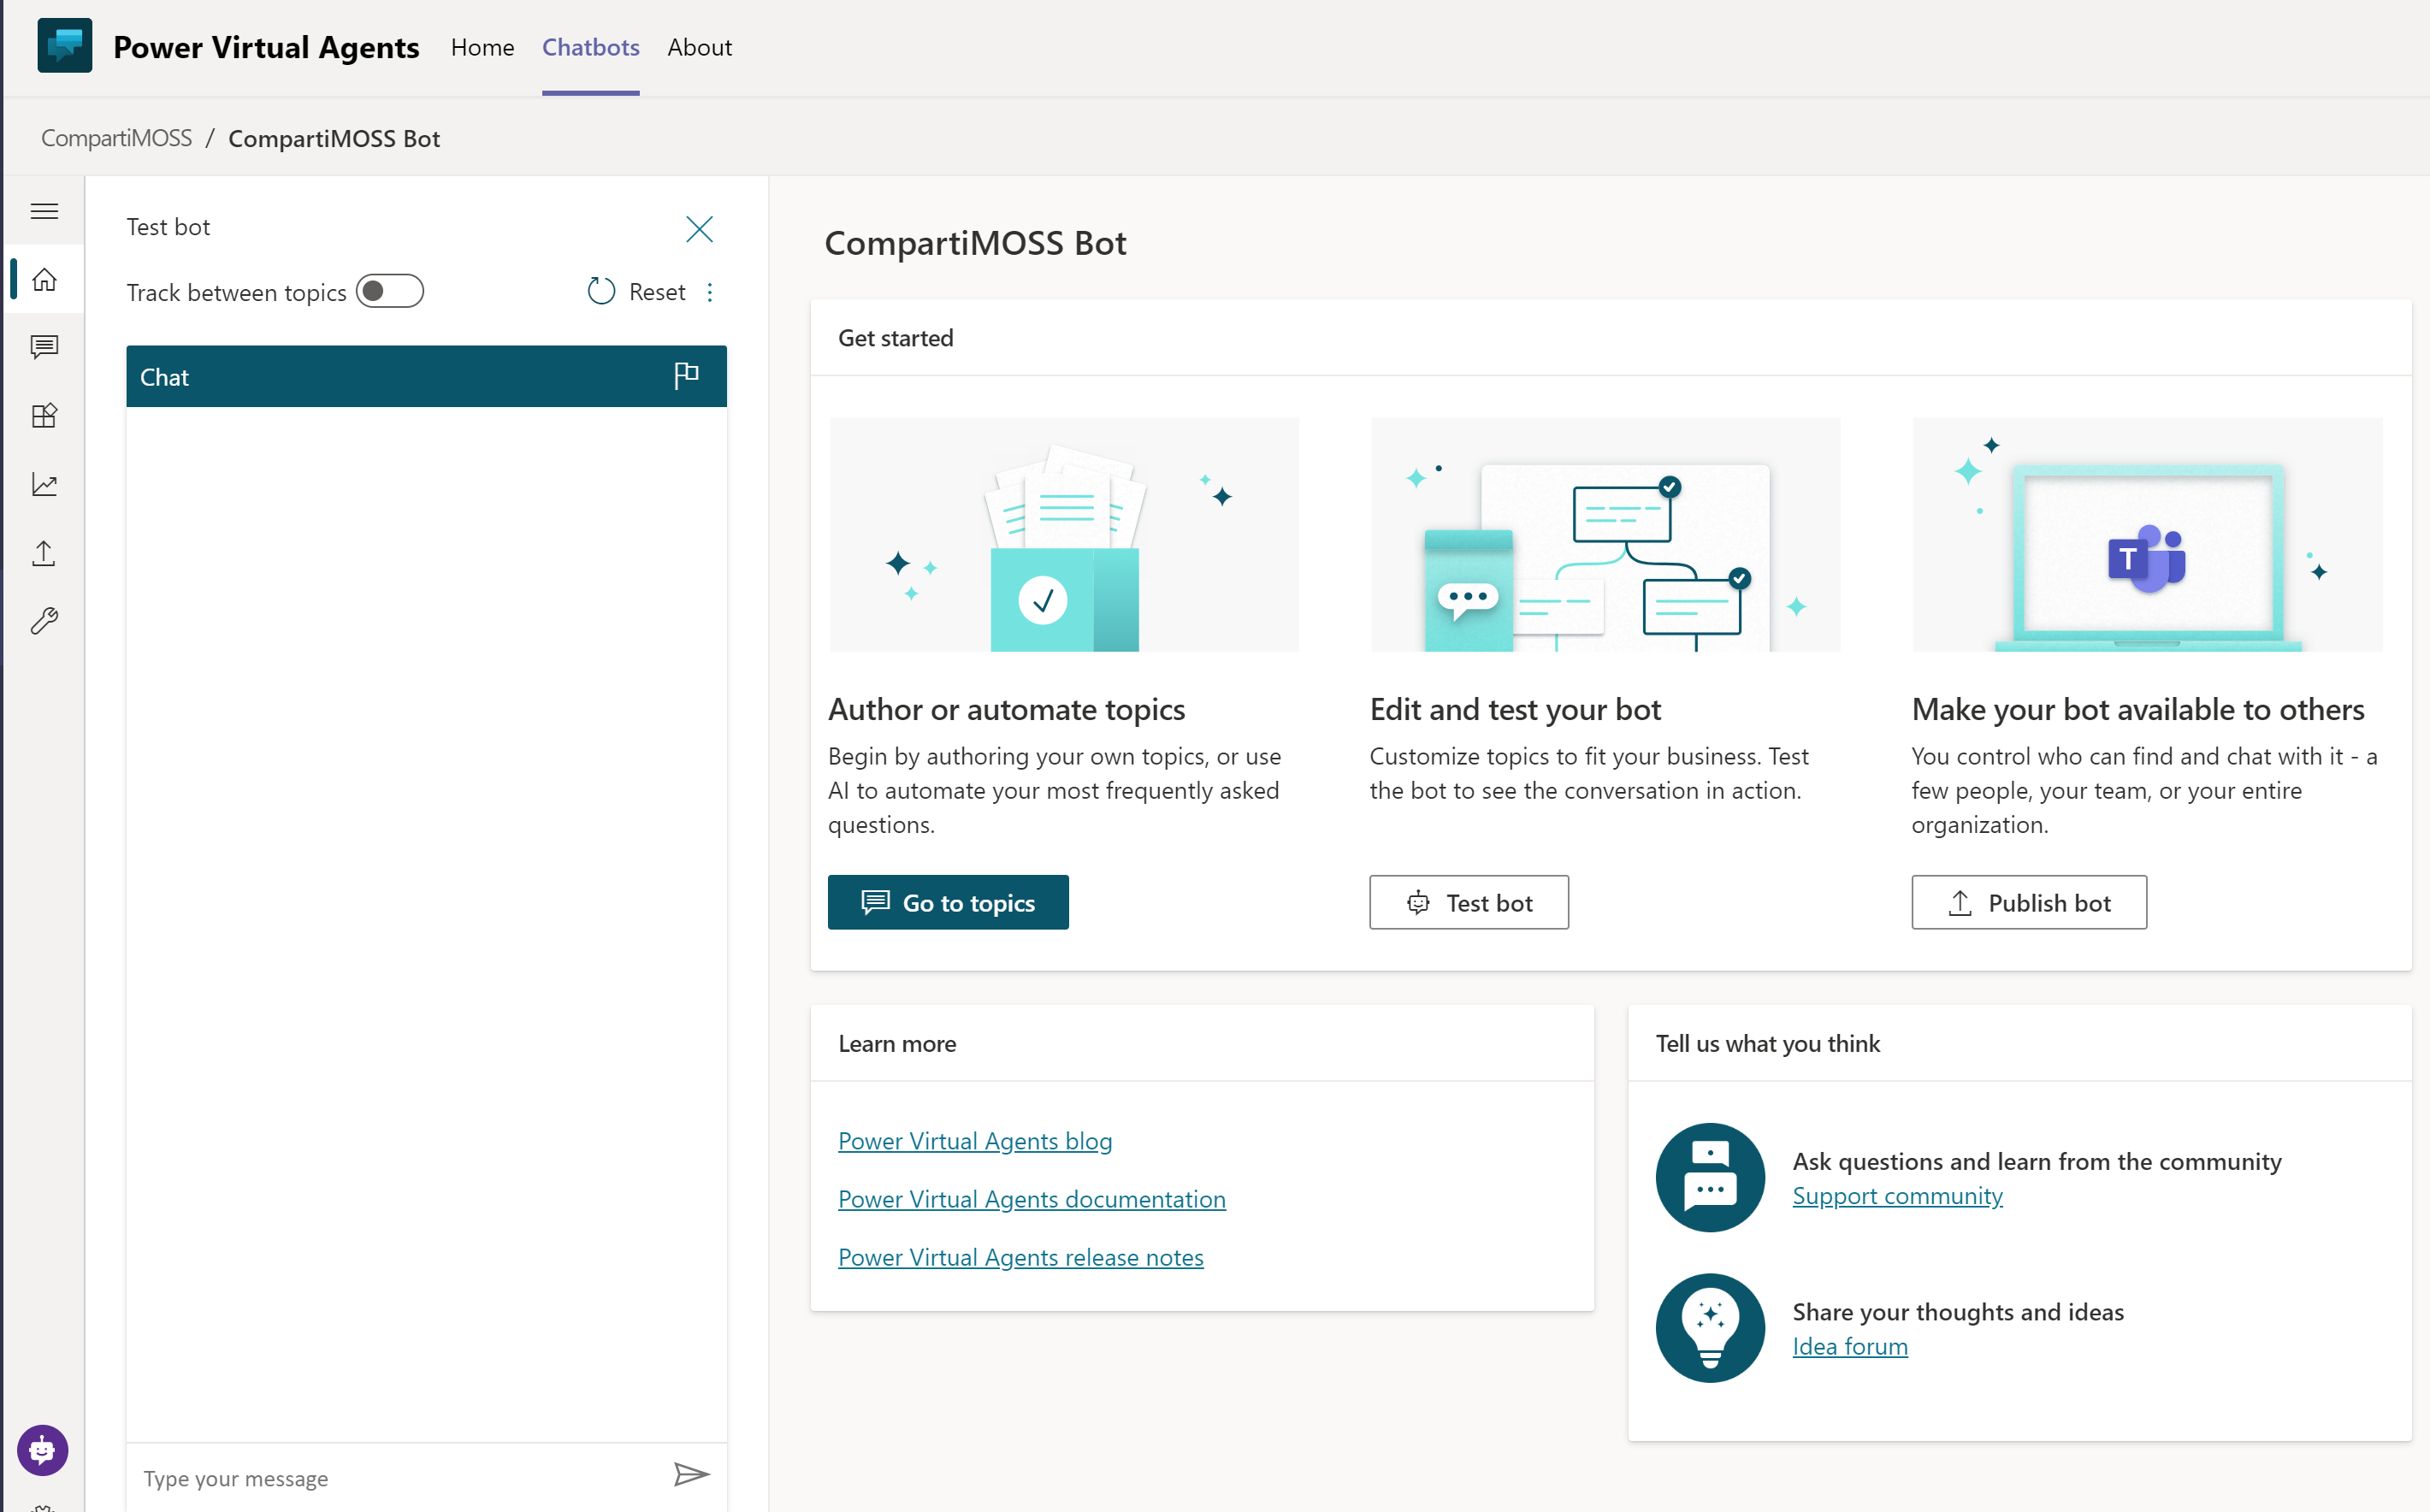 Power Virtual Agents
Home
Chatbots
About
CompartiMOSS / CompartiMOSS Bot
Test bot
Track between topics
Reset
Chat
Type your message
CompartiMOSS Bot
Get started
Author or automate topics
Begin by authoring your own topics, or use
AI to automate your most frequently asked
questions.
Go to topics
Edit and test your bot
Customize topics to fit your business. Test
the bot to see the conversation in action.
Test bot
T
Make your bot available to others
You control who can find and chat with it - a
few people, your team, or your entire
organization.
Publish bot
Learn more
Power Virtual Agents blog
Power Virtual Agents documentation
Power Virtual Agents release notes
Tell us what you think
Ask questions and learn from the community
Support community
Share your thoughts and ideas
Idea forum